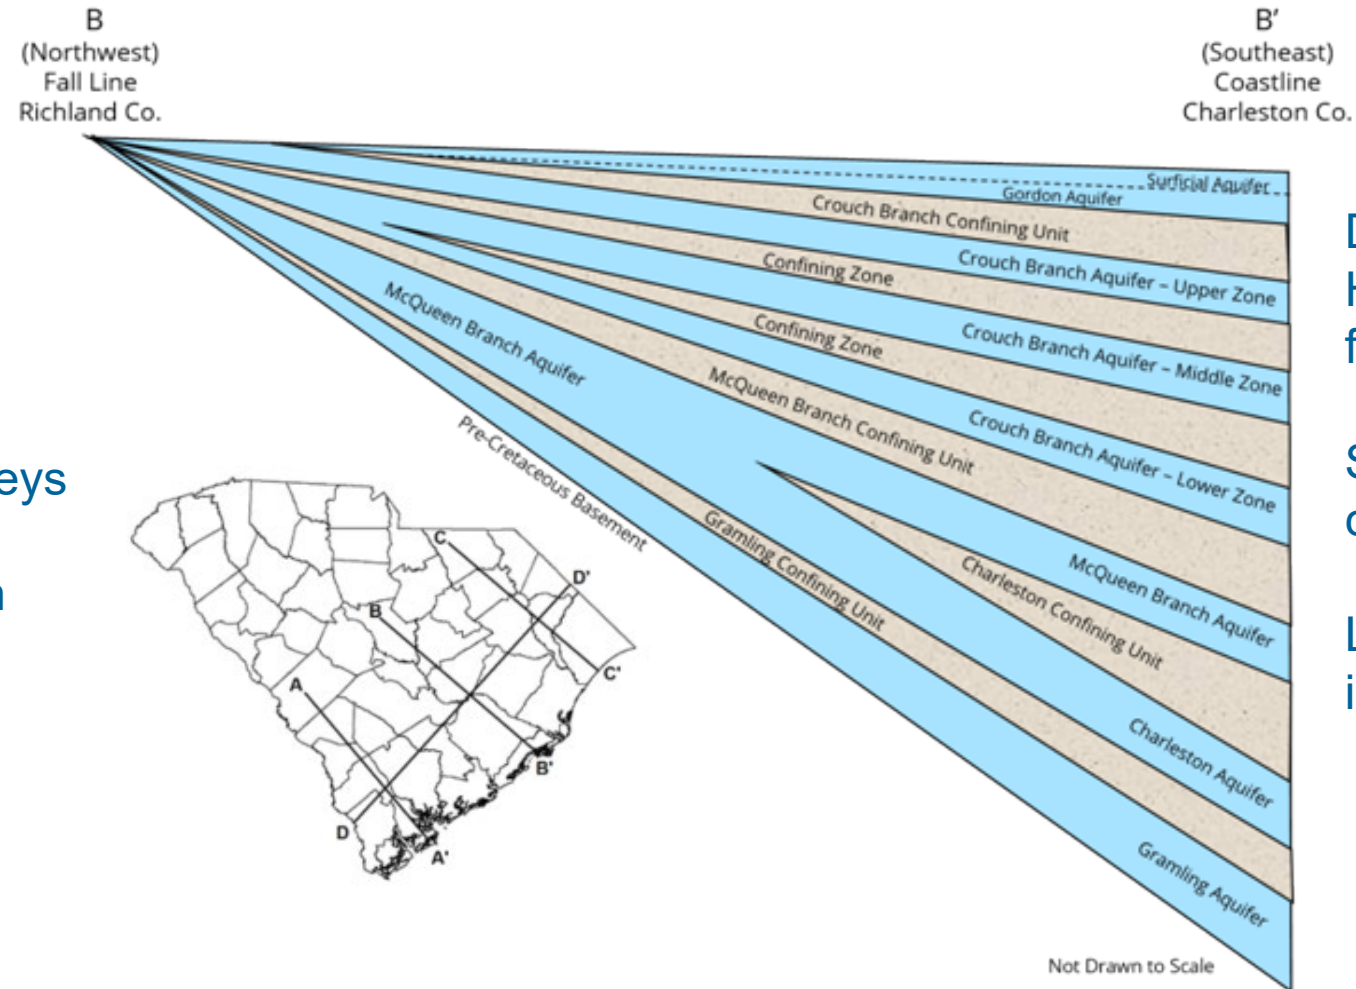 B
(Northwest)
Fall Line
Richland Co.
B'
(Southeast)
Coastline
Charleston Co.
Surficial Aquifer
Gordon Aquifer
Crouch Branch Confining Unit
Crouch Branch Aquifer – Upper Zone
Confining Zone
Crouch Branch Aquifer – Middle Zone
Confining Zone
Crouch Branch Aquifer – Lower Zone
McQueen Branch Confining Unit
McQueen Branch Aquifer
McQueen Branch Aquifer
Charleston Confining Unit
Charleston Aquifer
Gramling Confining Unit
Gramling Aquifer
Pre-Cretaceous Basement
Not Drawn to Scale
C
D'
B
C'
A
B'
D
A'
eys
f
S
L
i